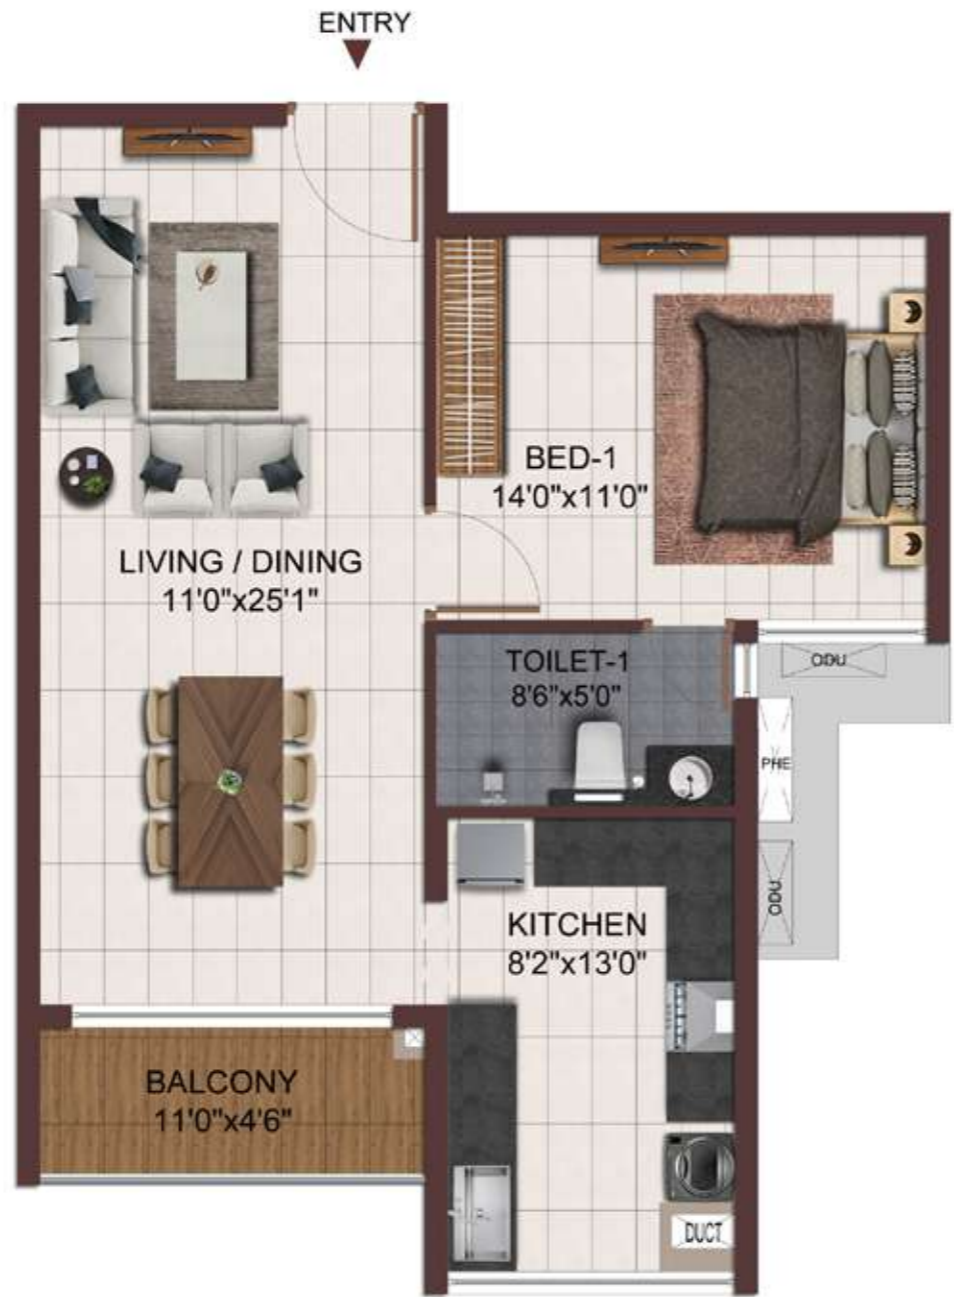 ENTRY
BED-1
14'0"x11'0"
LIVING / DINING
11'0"x25'1"
TOILET-1
8'6"x5'0"
ODU
PHE
ODU
KITCHEN
8'2"x13'0"
BALCONY
11'0"x4'6"
DUCT